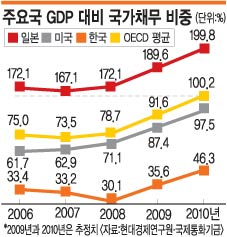 주요국 GDP 대비 국가채무 비중 (단위:%)
일본 미국 한국 OECD 평균
199,8
189,6
172,1 167,1 172,1
100,2
91,6
75,0 73,5 78,7
97,5
87,4
61,7 62,9 71,1
46,3
33,4 33,2 35,6
30,1
2006 2007 2008 2009 2010년
*2009년과 2010년은 추정치 (자료:현대경제연구원·국제통화기금)